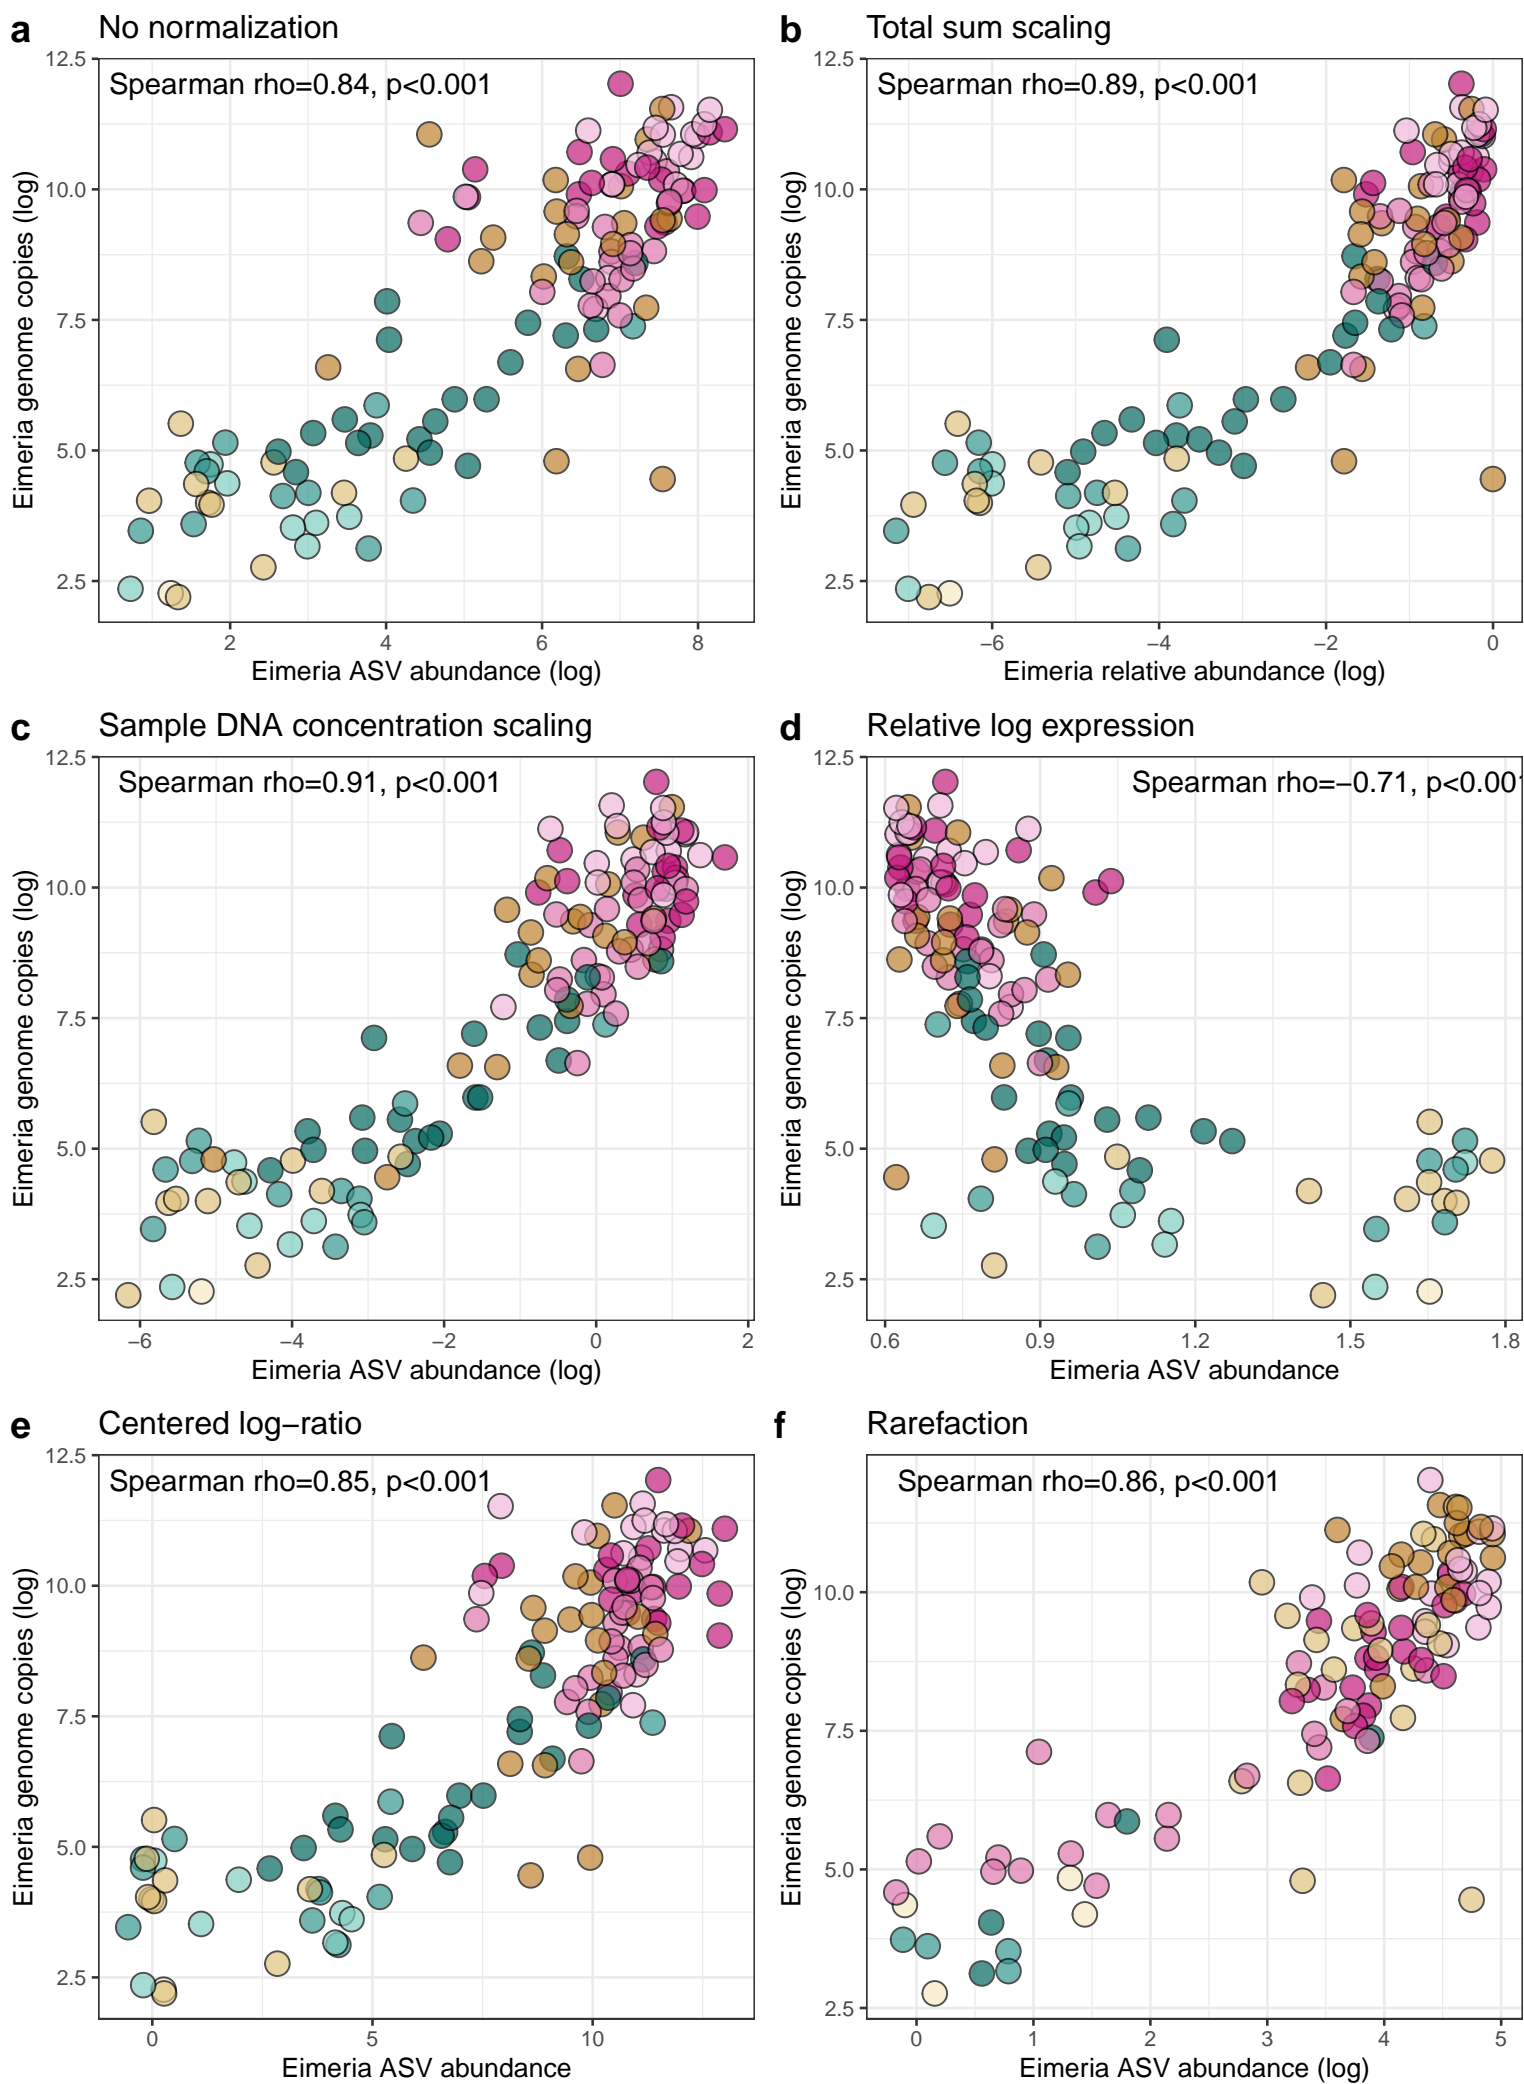 a No normalization
Spearman rho=0.84, p<0.001
Eimeria genome copies (log)
12.5
10.0
7.5
5.0
2.5
2 4 6 8
Eimeria ASV abundance (log)
b Total sum scaling
Spearman rho=0.89, p<0.001
Eimeria genome copies (log)
12.5
10.0
7.5
5.0
2.5
−6 −4 −2 0
Eimeria relative abundance (log)
c Sample DNA concentration scaling
Spearman rho=0.91, p<0.001
Eimeria genome copies (log)
12.5
10.0
7.5
5.0
2.5
−6 −4 −2 0 2
Eimeria ASV abundance (log)
d Relative log expression
Spearman rho=−0.71, p<0.001
Eimeria genome copies (log)
12.5
10.0
7.5
5.0
2.5
0.6 0.9 1.2 1.5 1.8
Eimeria ASV abundance
e Centered log−ratio
Spearman rho=0.85, p<0.001
Eimeria genome copies (log)
12.5
10.0
7.5
5.0
2.5
0 5 10
Eimeria ASV abundance
f Rarefaction
Spearman rho=0.86, p<0.001
Eimeria genome copies (log)
10.0
7.5
5.0
2.5
0 1 2 3 4 5
Eimeria ASV abundance (log)